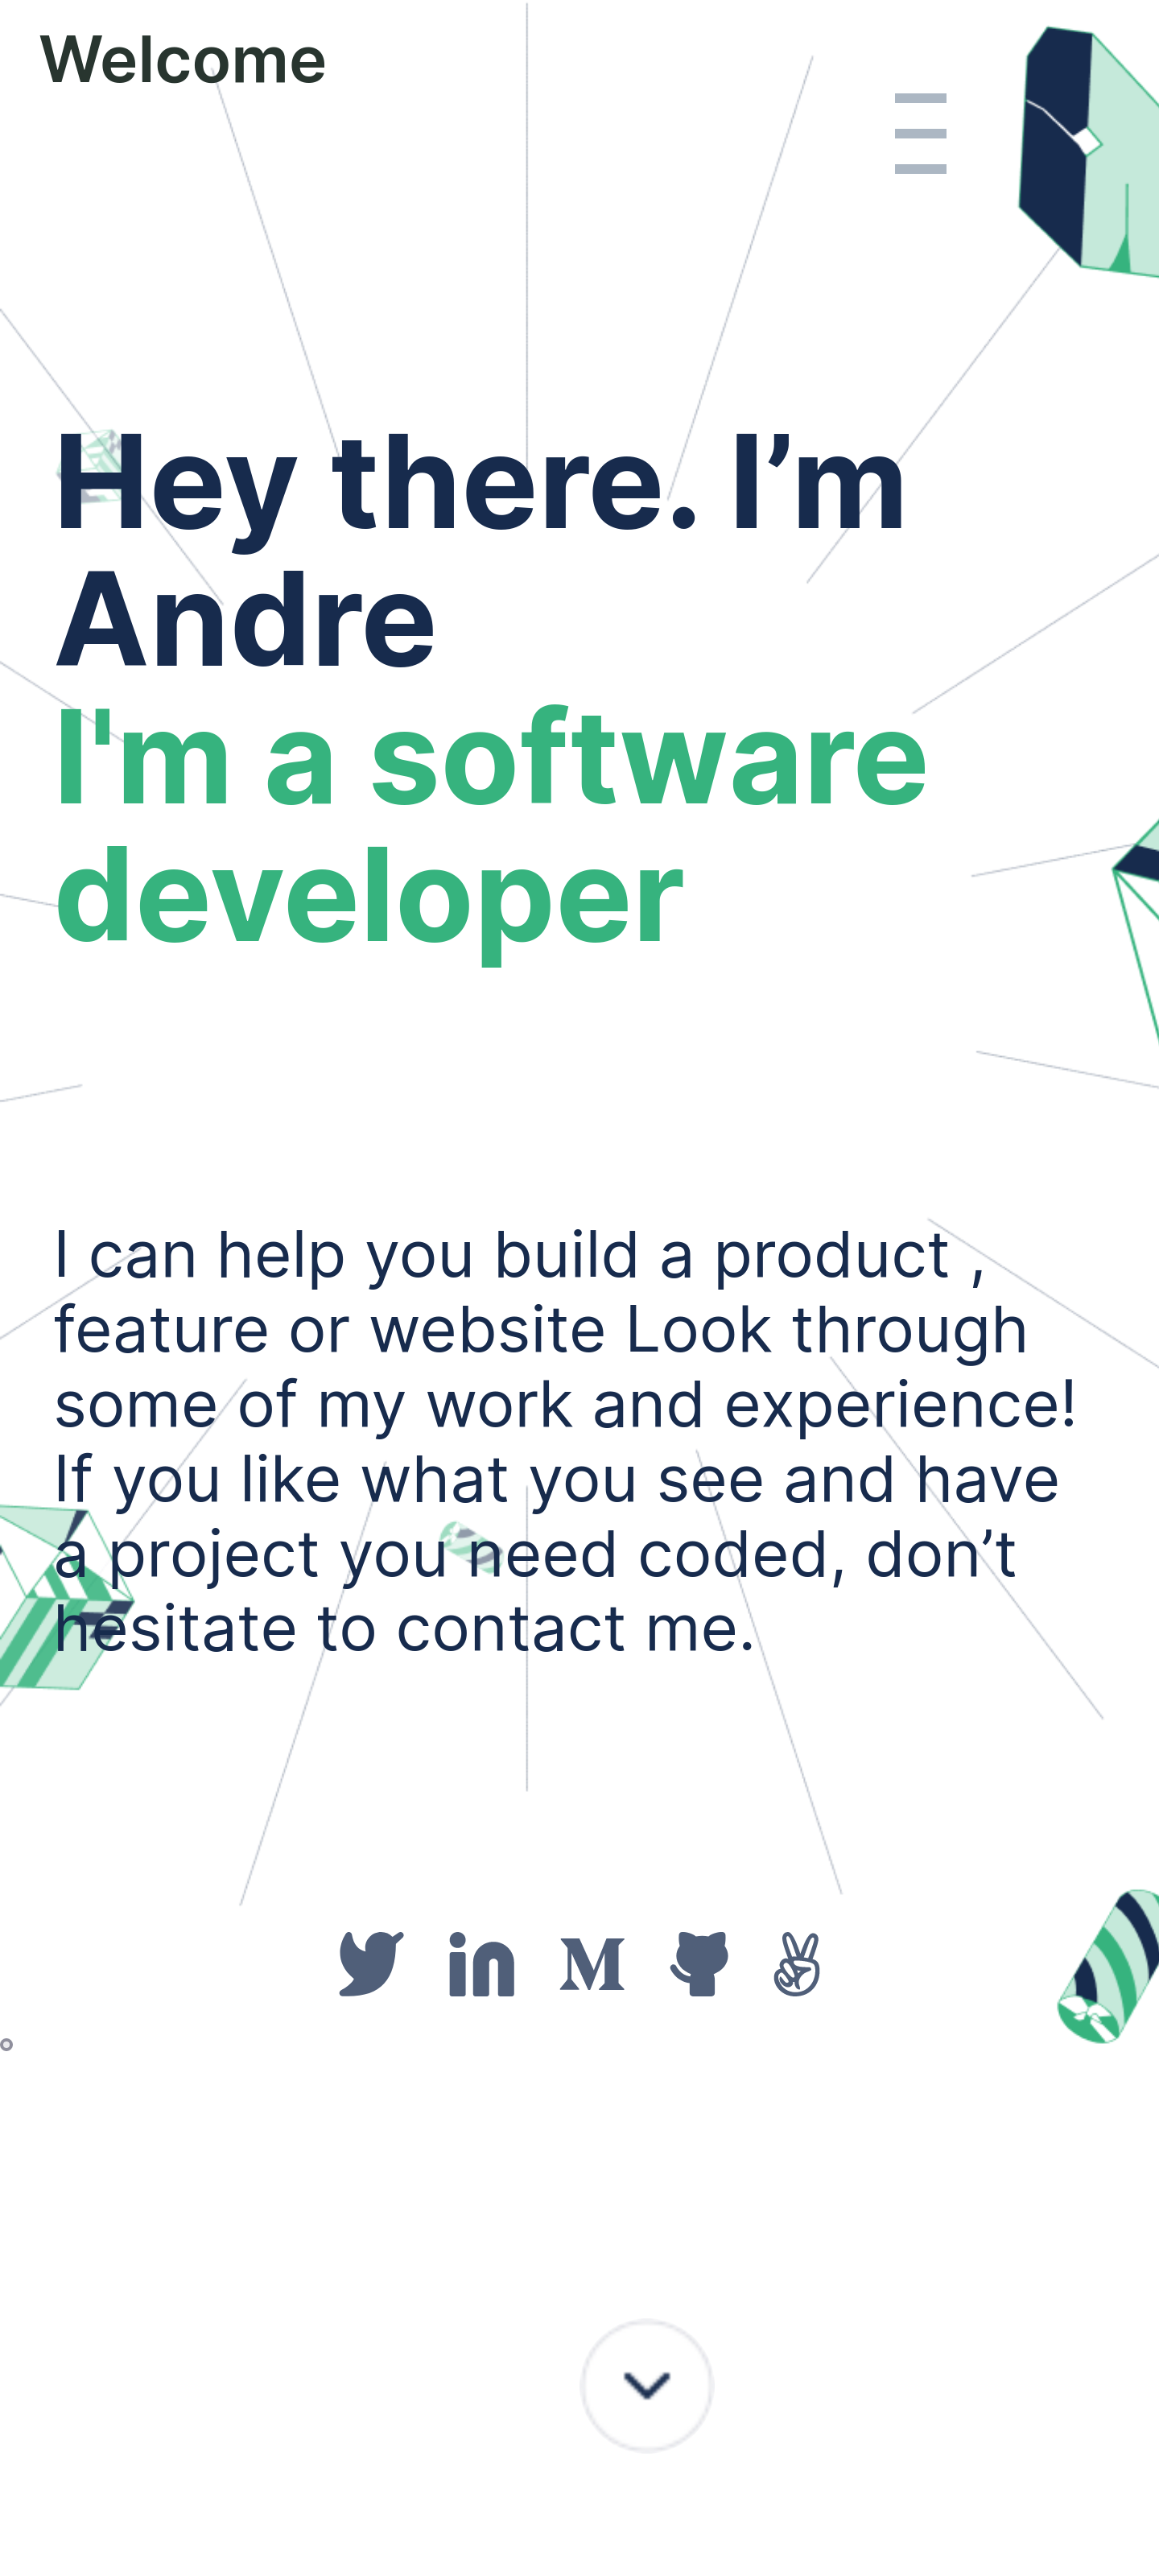 Welcome
Hey there. I’m
Andre
I'm a software
developer
I can help you build a product ,
feature or website Look through
some of my work and experience!
If you like what you see and have
a project you need coded, don’t
hesitate to contact me.